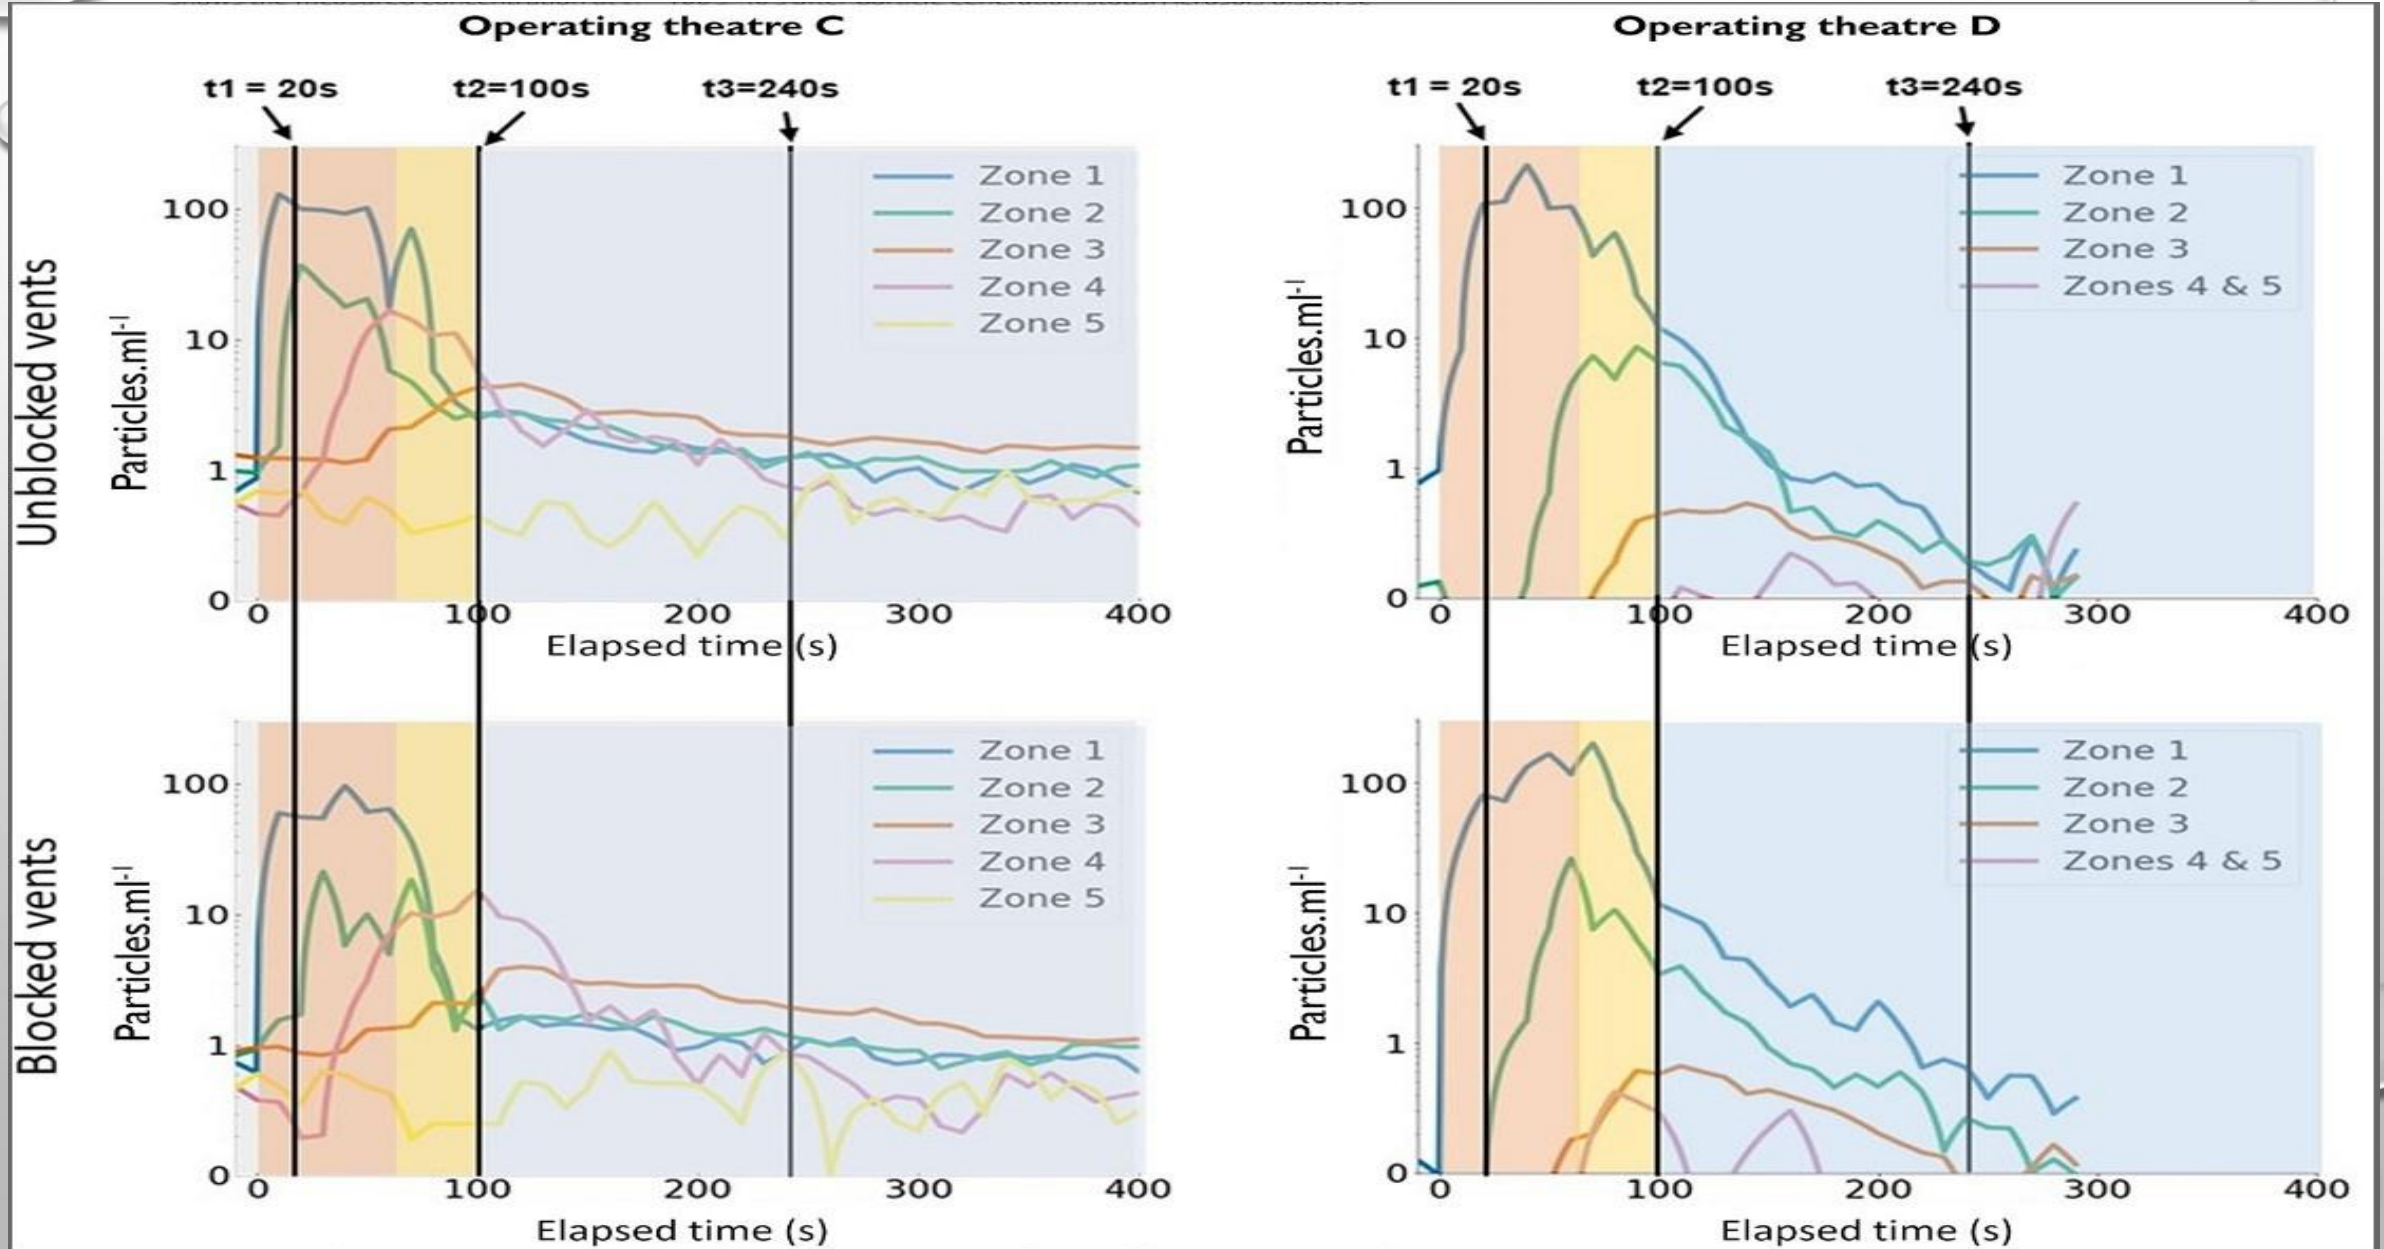 Operating theatre C
Operating theatre D
t1 = 20s
t2=100s
t3=240s
t1 = 20s
t2=100s
t3=240s
Unblocked vents
Particles.ml-1
100
10
1
0
Zone 1
Zone 2
Zone 3
Zone 4
Zone 5
0
100
200
300
400
Elapsed time (s)
Particles.ml-1
100
10
1
0
Zone 1
Zone 2
Zone 3
Zones 4 & 5
0
100
200
300
400
Elapsed time (s)
Blocked vents
Particles.ml-1
100
10
1
0
Zone 1
Zone 2
Zone 3
Zone 4
Zone 5
0
100
200
300
400
Elapsed time (s)
Particles.ml-1
100
10
1
0
Zone 1
Zone 2
Zone 3
Zones 4 & 5
0
100
200
300
400
Elapsed time (s)